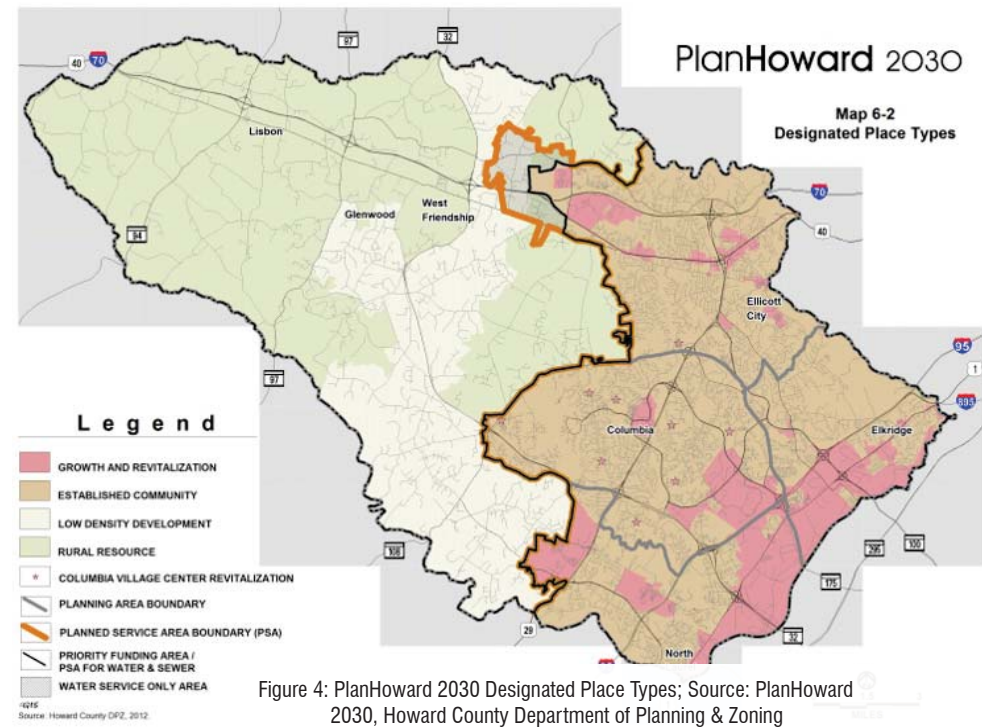 PlanHoward 2030
Map 6-2
Designated Place Types
97
32
40
70
Lisbon
Glenwood
West
Friendship
94
70
40
Ellicott
City
95
1
895
97
Columbia
Elkridge
108
295
100
175
29
32
North
Legend
GROWTH AND REVITALIZATION
ESTABLISHED COMMUNITY
LOW DENSITY DEVELOPMENT
RURAL RESOURCE
COLUMBIA VILLAGE CENTER REVITALIZATION
PLANNING AREA BOUNDARY
PLANNED SERVICE AREA BOUNDARY (PSA)
PRIORITY FUNDING AREA /
PSA FOR WATER & SEWER
WATER SERVICE ONLY AREA
Source: Howard County DPZ, 2012
Figure 4: PlanHoward 2030 Designated Place Types; Source: PlanHoward
2030, Howard County Department of Planning & Zoning